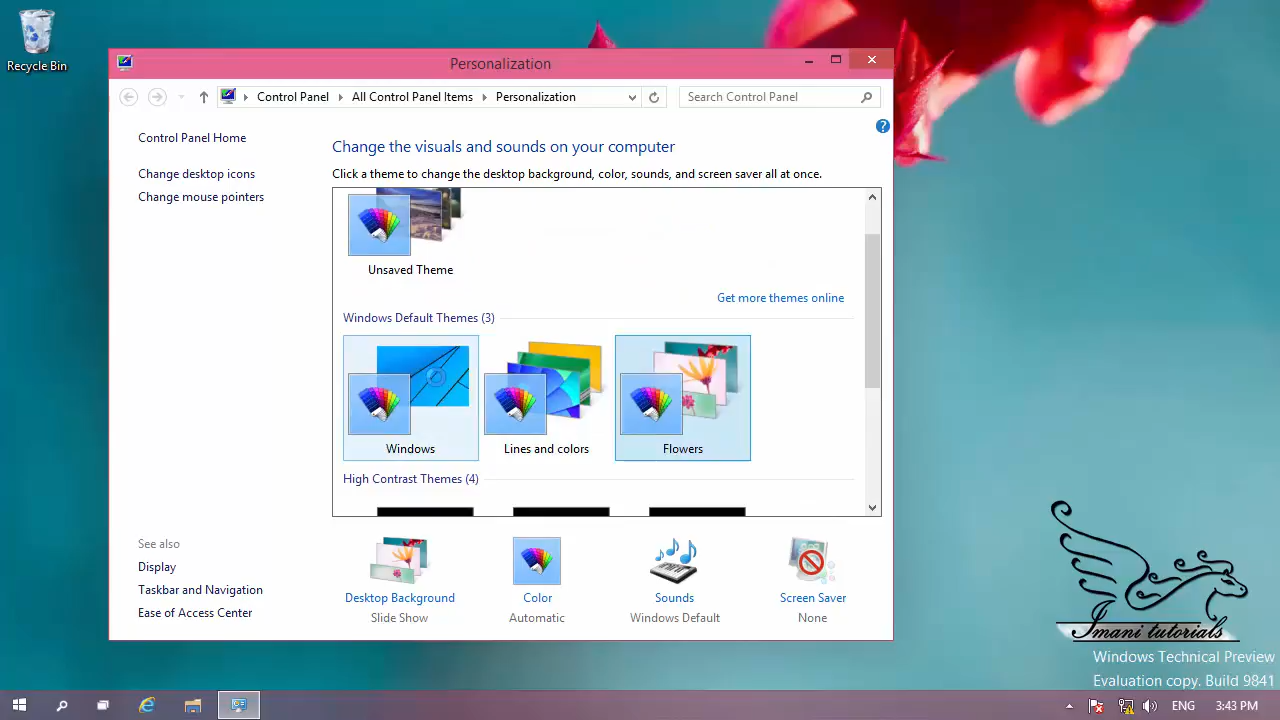 Recycle Bin
Personalization
Control Panel
All Control Panel Items
Personalization
Search Control Panel
Control Panel Home
Change desktop icons
Change mouse pointers
Change the visuals and sounds on your computer
Click a theme to change the desktop background, color, sounds, and screen saver all at once.
Unsaved Theme
Get more themes online
Windows Default Themes (3)
Windows
Lines and colors
Flowers
High Contrast Themes (4)
See also
Display
Taskbar and Navigation
Ease of Access Center
Desktop Background
Slide Show
Color
Automatic
Sounds
Windows Default
Screen Saver
None
Imani tutorials
Windows Technical Preview
Evaluation copy. Build 9841
ENG
3:43 PM